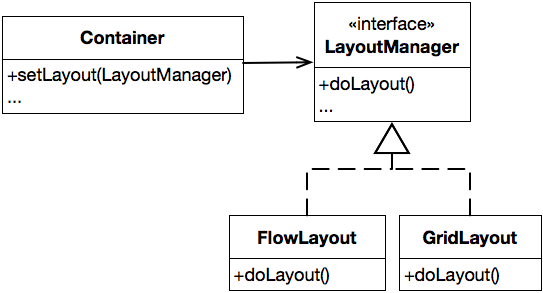 Container
+setLayout(LayoutManager)
...
«interface»
LayoutManager
+doLayout()
...
FlowLayout
+doLayout()
GridLayout
+doLayout()